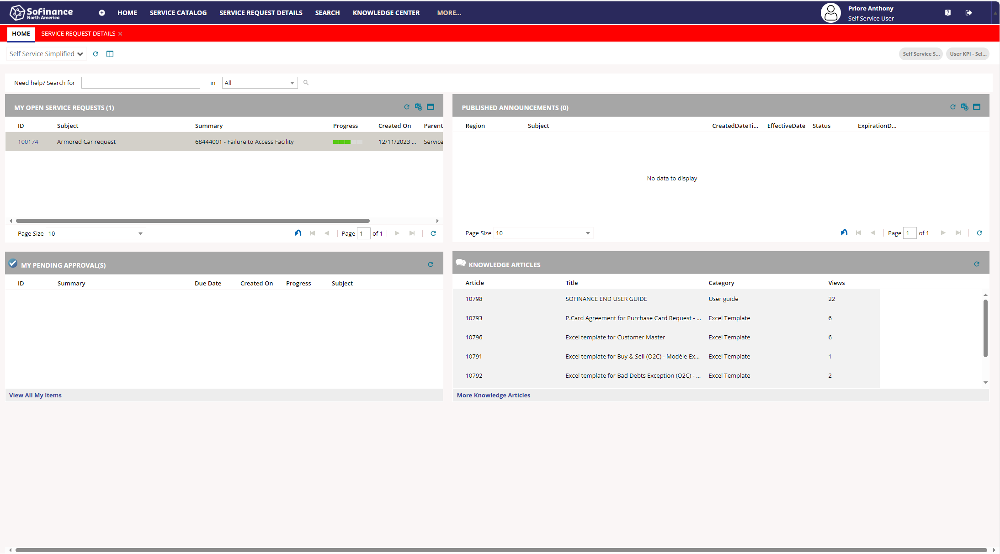 SoFinance
North America
HOME SERVICE CATALOG SERVICE REQUEST DETAILS SEARCH KNOWLEDGE CENTER MORE...
Priore Anthony
Self Service User
HOME SERVICE REQUEST DETAILS
Self Service Simplified
Self Service S... User KPI - Sel...
Need help? Search for in All
MY OPEN SERVICE REQUESTS (1)
ID Subject Summary Progress Created On Parent
100174 Armored Car request 68444001 - Failure to Access Facility 12/11/2023 ... Service
Page Size 10 Page 1 of 1
PUBLISHED ANNOUNCEMENTS (0)
Region Subject CreatedDateTi... EffectiveDate Status ExpirationD...
No data to display
Page Size 10 Page 1 of 1
MY PENDING APPROVAL(S)
ID Summary Due Date Created On Progress Subject
View All My Items
KNOWLEDGE ARTICLES
Article Title Category Views
10798 SOFINANCE END USER GUIDE User guide 22
10793 P.Card Agreement for Purchase Card Request - ... Excel Template 6
10796 Excel template for Customer Master Excel Template 6
10791 Excel template for Buy & Sell (O2C) - Modèle Ex... Excel Template 1
10792 Excel template for Bad Debts Exception (O2C) - ... Excel Template 2
More Knowledge Articles